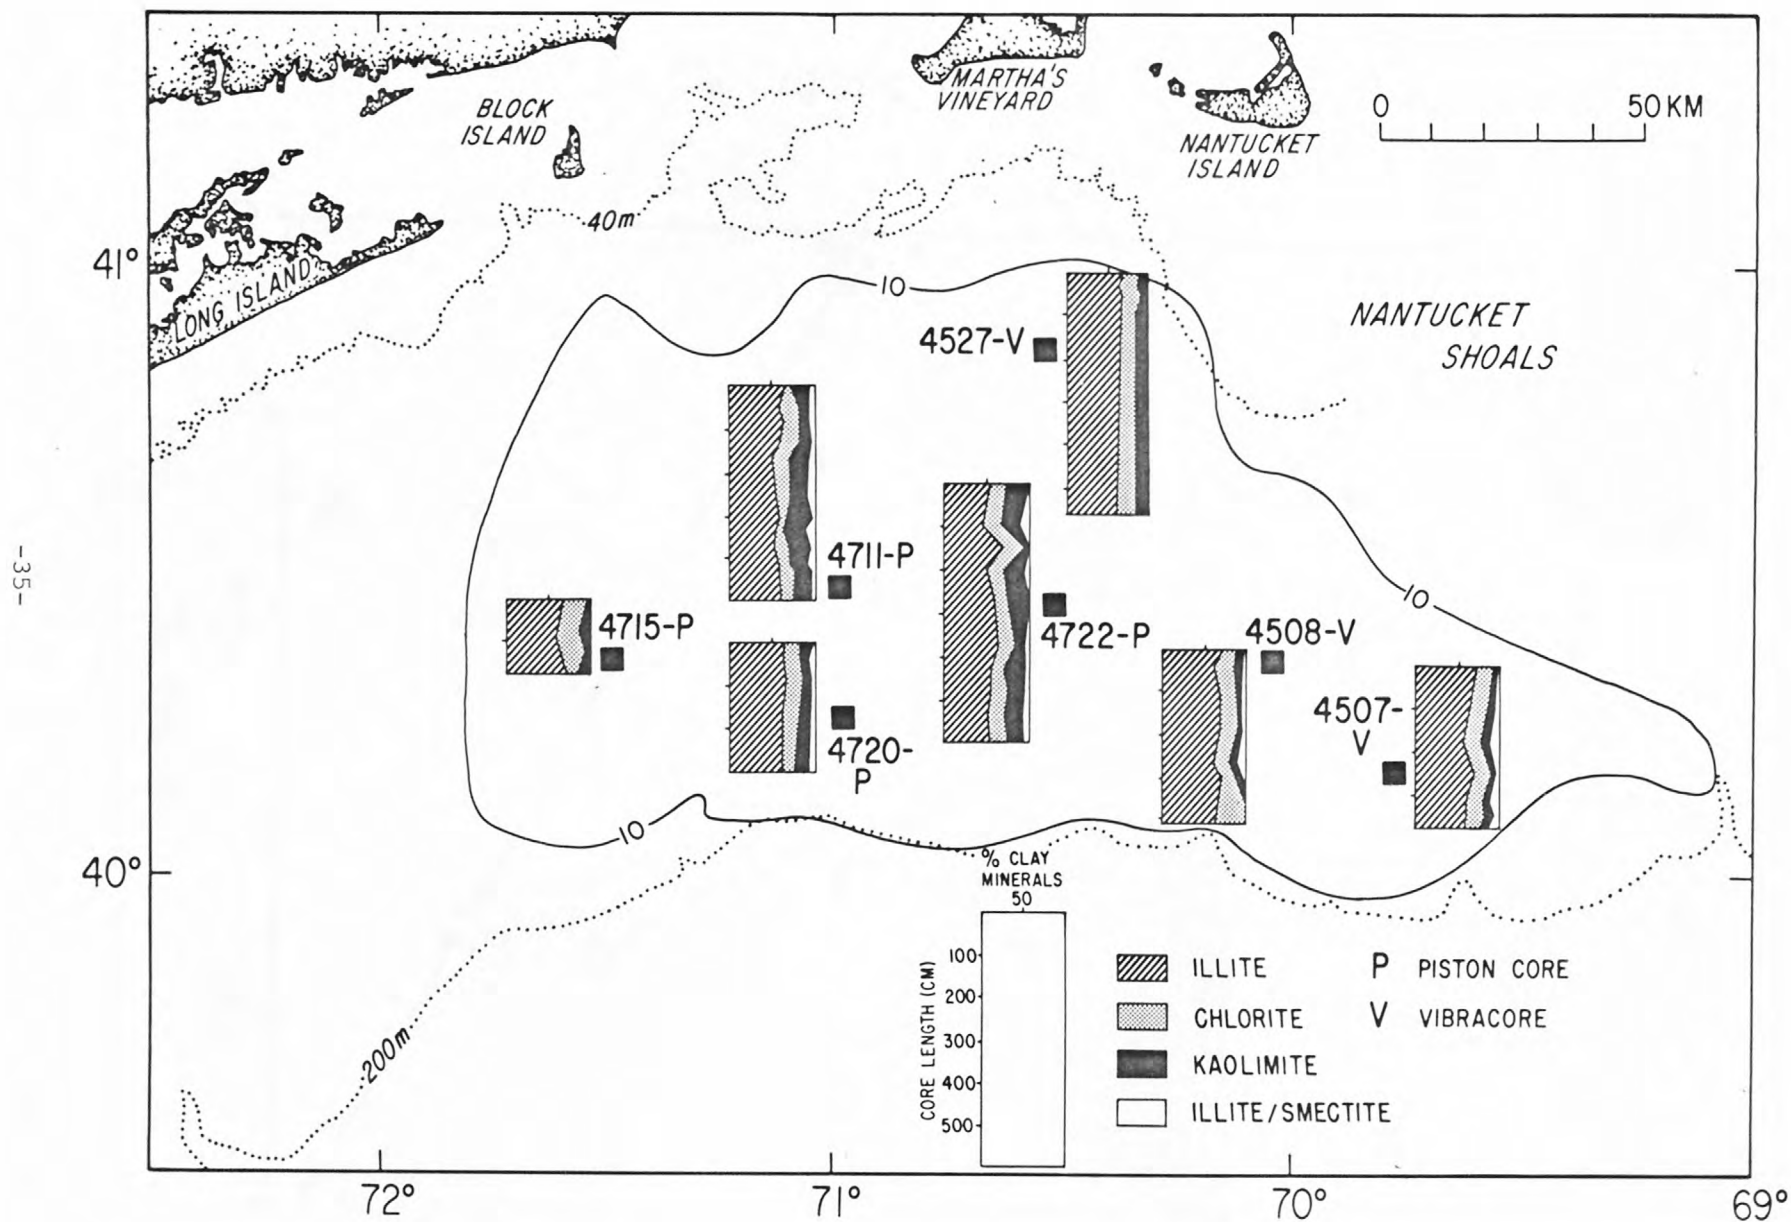 BLOCK
ISLAND
MARTHA'S
VINEYARD
NANTUCKET
ISLAND
0 50 KM
40m
41°
LONG ISLAND
10
NANTUCKET
SHOALS
4527-V
4711-P
10
-35-
4715-P
4722-P
4508-V
4507-
V
4720-
P
10
40°
% CLAY
MINERALS
50
CORE LENGTH (CM)
100
200
300
400
500
ILLITE
CHLORITE
KAOLIMITE
ILLITE/SMECTITE
P PISTON CORE
V VIBRACORE
200m
72° 71° 70° 69°